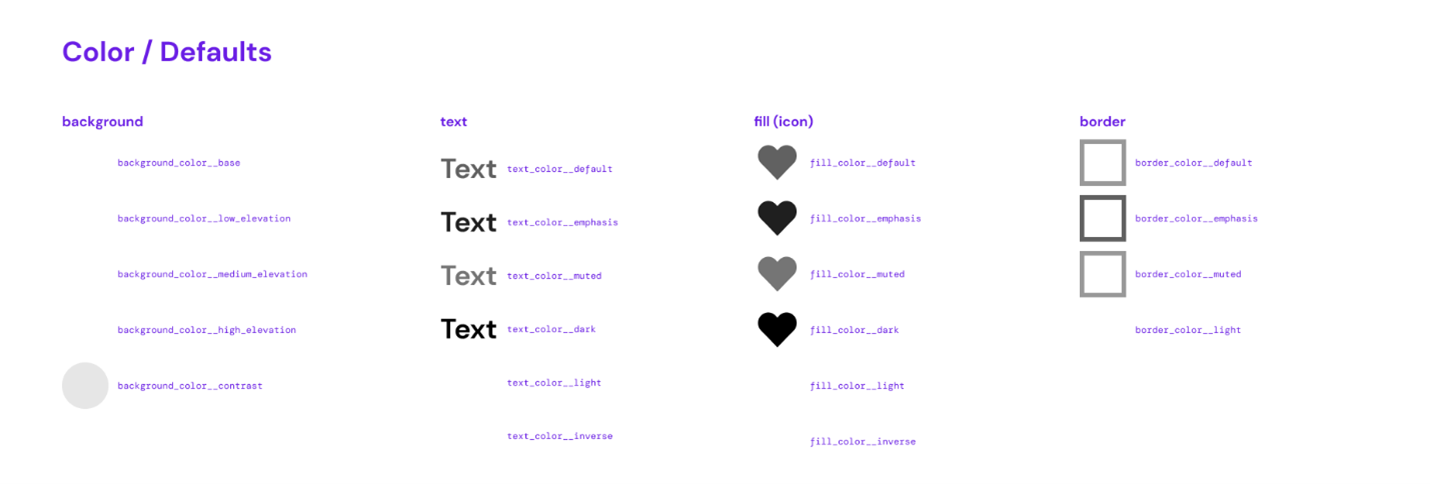 Color / Defaults
background
background_color__base
background_color__low_elevation
background_color__medium_elevation
background_color__high_elevation
background_color__contrast
text
Text text_color__default
Text text_color__emphasis
Text text_color__muted
Text text_color__dark
text_color__light
text_color__inverse
fill (icon)
fill_color__default
fill_color__emphasis
fill_color__muted
fill_color__dark
fill_color__light
fill_color__inverse
border
border_color__default
border_color__emphasis
border_color__muted
border_color__light